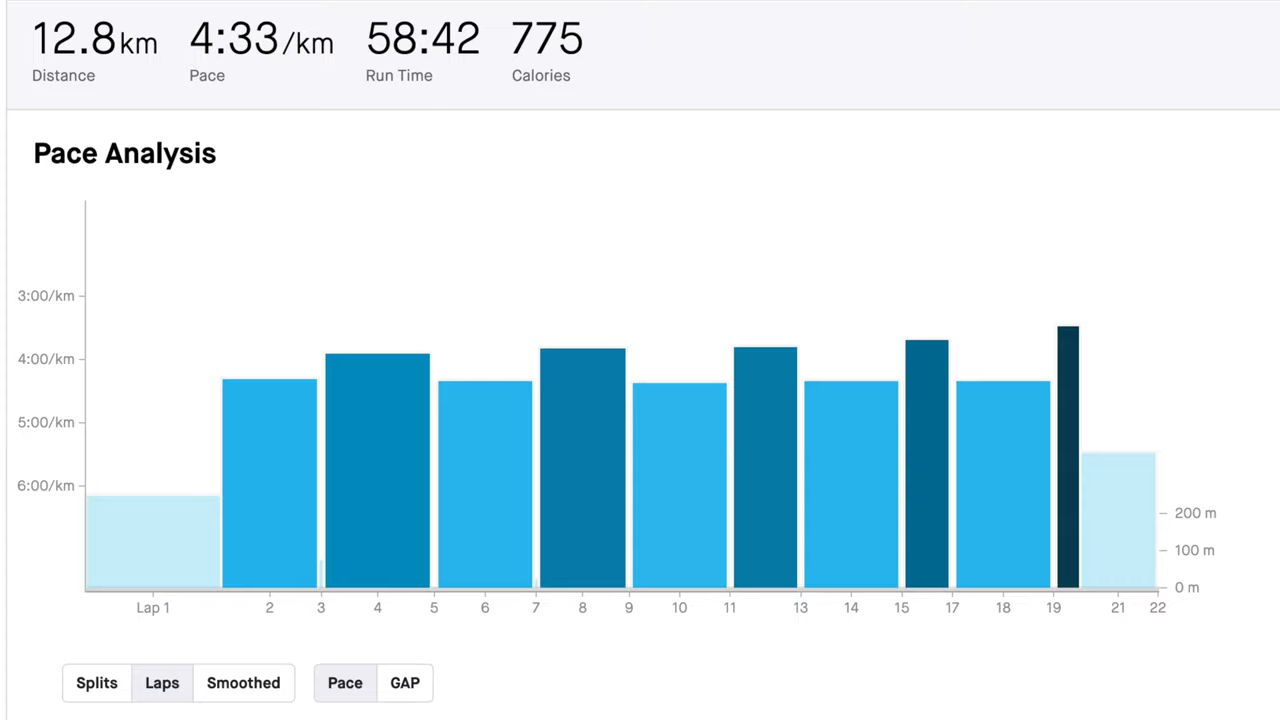 12.8 km 4:33 /km 58:42 775
Distance Pace Run Time Calories
Pace Analysis
3:00/km
4:00/km
5:00/km
6:00/km
200 m
100 m
0 m
Lap 1 2 3 4 5 6 7 8 9 10 11 13 14 15 17 18 19 21 22
Splits Laps Smoothed Pace GAP